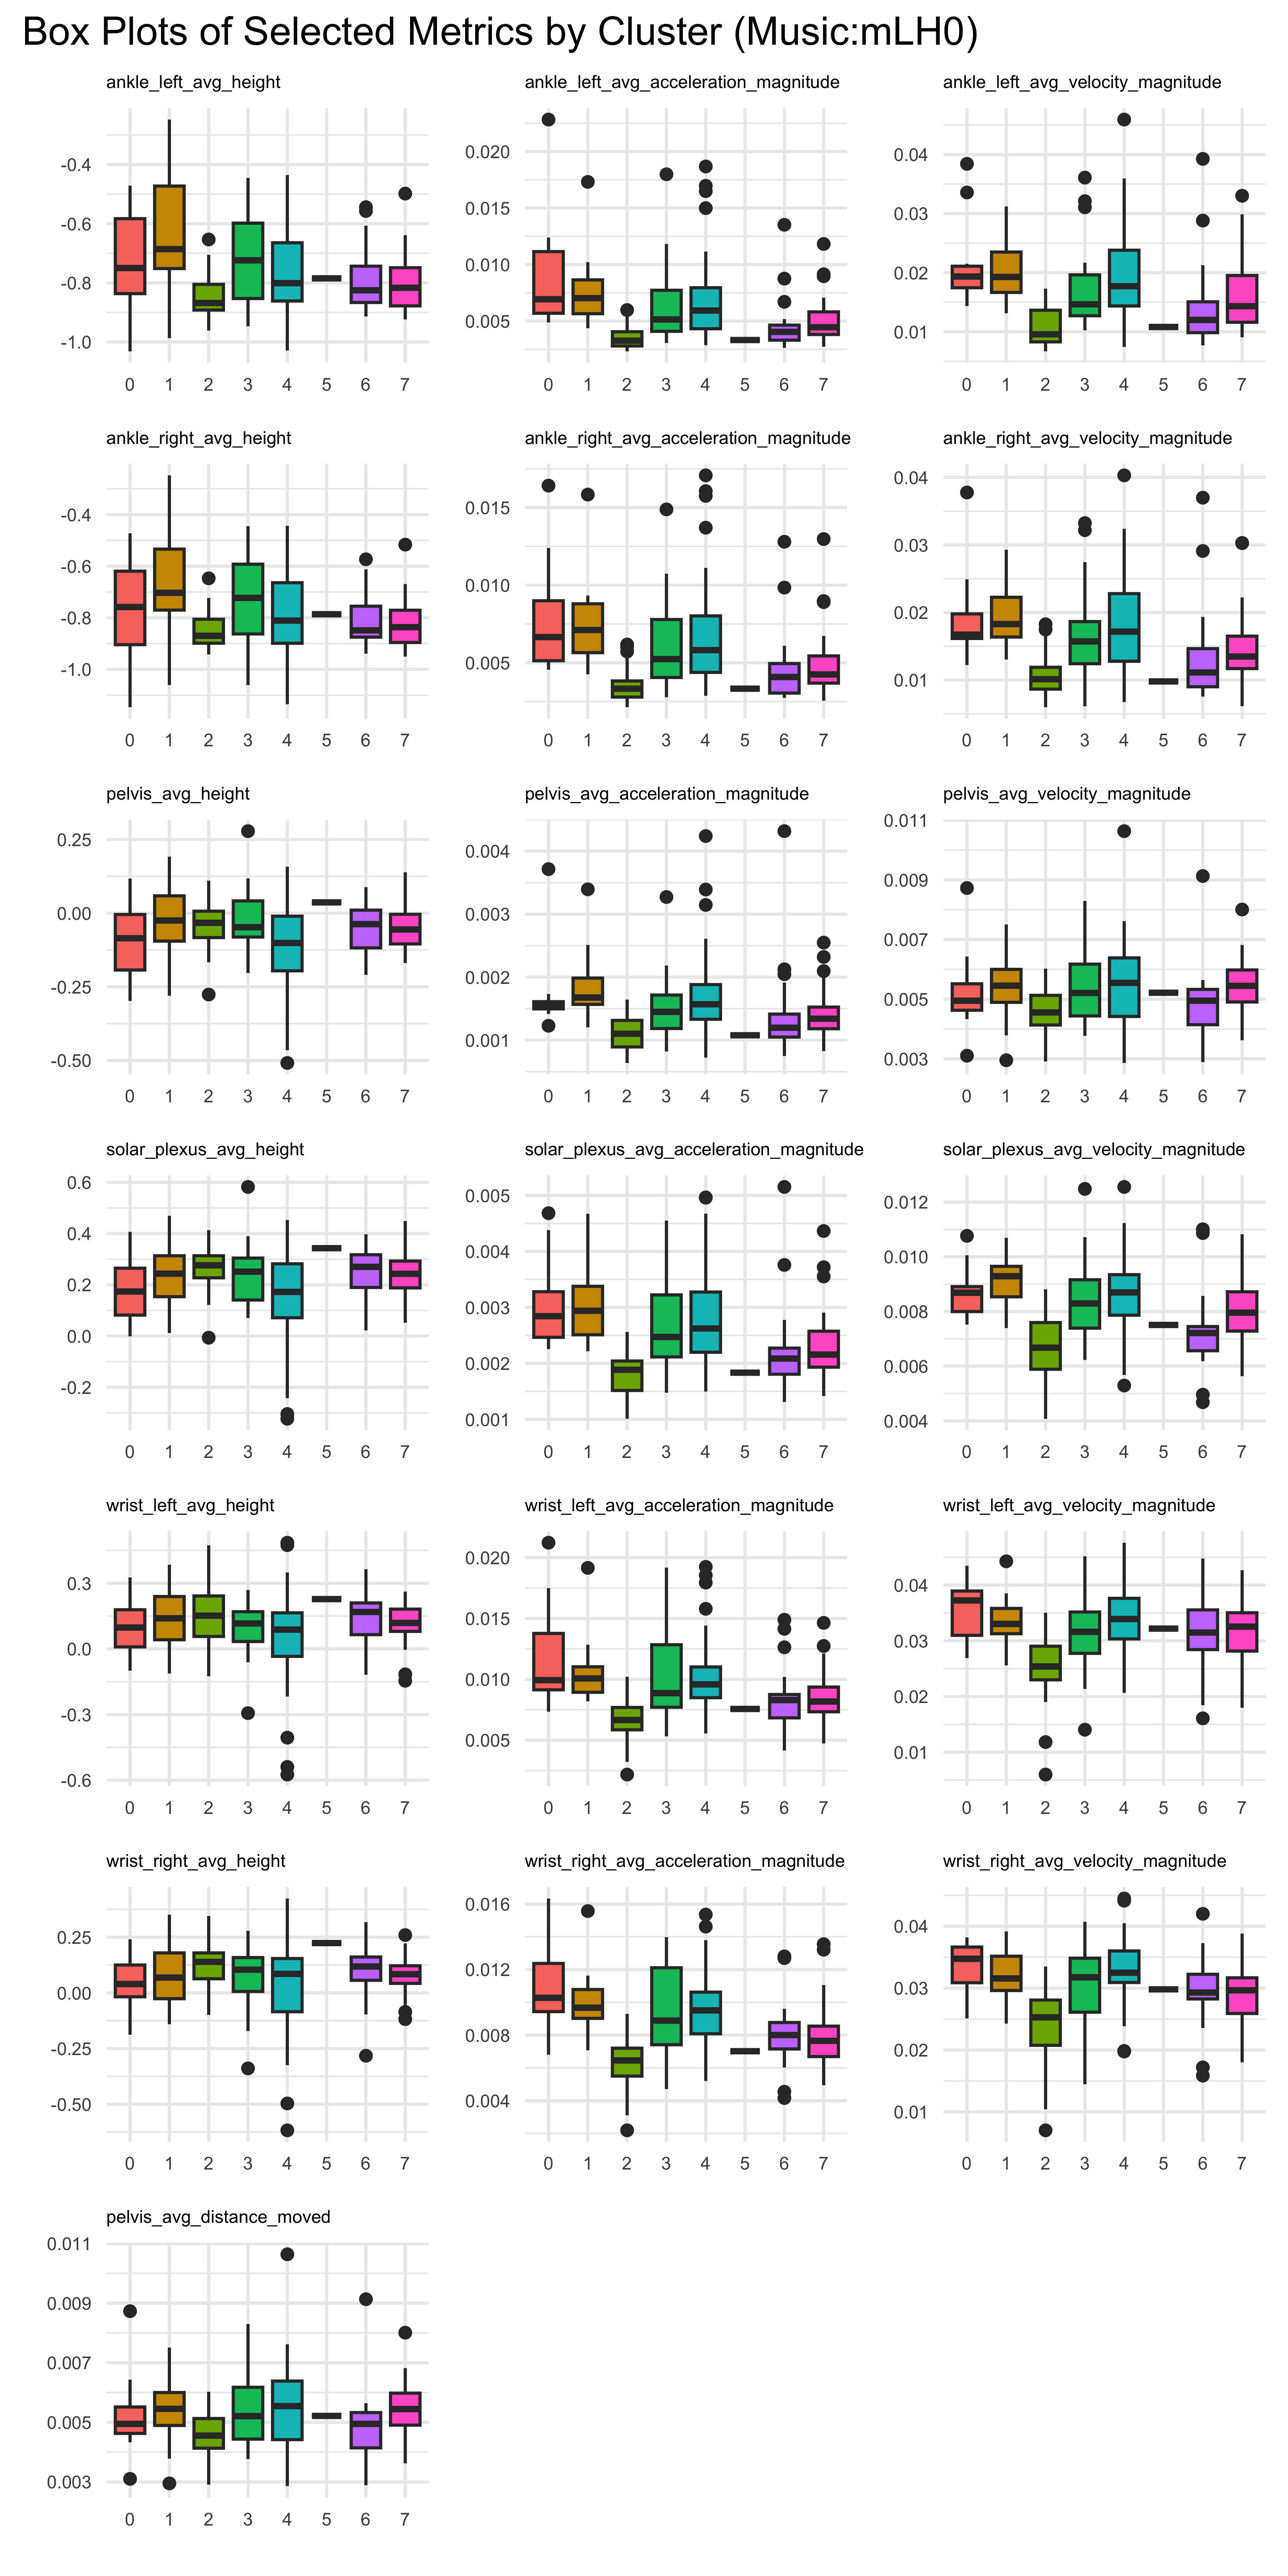 Box Plots of Selected Metrics by Cluster (Music:mLH0)
ankle_left_avg_height
ankle_left_avg_acceleration_magnitude
ankle_left_avg_velocity_magnitude
-0.4
-0.6
-0.8
-1.0
0 1 2 3 4 5 6 7
0.020
0.015
0.010
0.005
0 1 2 3 4 5 6 7
0.04
0.03
0.02
0.01
0 1 2 3 4 5 6 7
ankle_right_avg_height
ankle_right_avg_acceleration_magnitude
ankle_right_avg_velocity_magnitude
-0.4
-0.6
-0.8
-1.0
0 1 2 3 4 5 6 7
0.015
0.010
0.005
0 1 2 3 4 5 6 7
0.04
0.03
0.02
0.01
0 1 2 3 4 5 6 7
pelvis_avg_height
pelvis_avg_acceleration_magnitude
pelvis_avg_velocity_magnitude
0.25
0.00
-0.25
-0.50
0 1 2 3 4 5 6 7
0.004
0.003
0.002
0.001
0 1 2 3 4 5 6 7
0.011
0.009
0.007
0.005
0.003
0 1 2 3 4 5 6 7
solar_plexus_avg_height
solar_plexus_avg_acceleration_magnitude
solar_plexus_avg_velocity_magnitude
0.6
0.4
0.2
0.0
-0.2
0 1 2 3 4 5 6 7
0.005
0.004
0.003
0.002
0.001
0 1 2 3 4 5 6 7
0.012
0.010
0.008
0.006
0.004
0 1 2 3 4 5 6 7
wrist_left_avg_height
wrist_left_avg_acceleration_magnitude
wrist_left_avg_velocity_magnitude
0.3
0.0
-0.3
-0.6
0 1 2 3 4 5 6 7
0.020
0.015
0.010
0.005
0 1 2 3 4 5 6 7
0.04
0.03
0.02
0.01
0 1 2 3 4 5 6 7
wrist_right_avg_height
wrist_right_avg_acceleration_magnitude
wrist_right_avg_velocity_magnitude
0.25
0.00
-0.25
-0.50
0 1 2 3 4 5 6 7
0.016
0.012
0.008
0.004
0 1 2 3 4 5 6 7
0.04
0.03
0.02
0.01
0 1 2 3 4 5 6 7
pelvis_avg_distance_moved
0.011
0.009
0.007
0.005
0.003
0 1 2 3 4 5 6 7